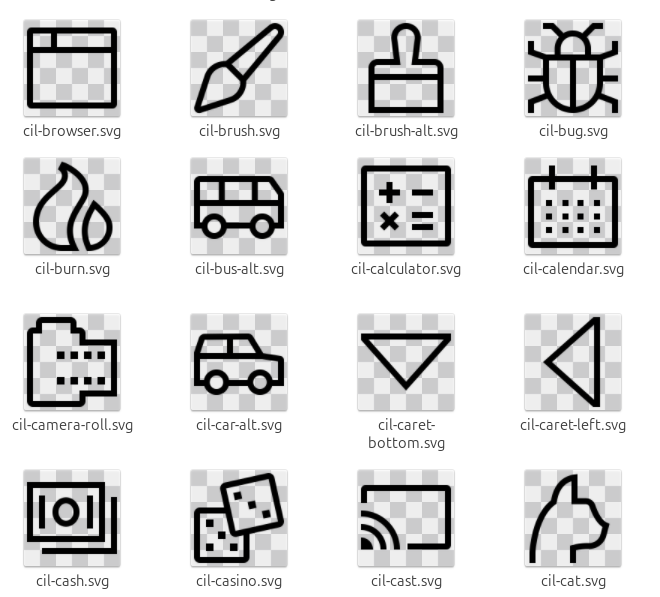 cil-browser.svg
cil-brush.svg
cil-brush-alt.svg
cil-bug.svg
cil-burn.svg
cil-bus-alt.svg
cil-calculator.svg
cil-calendar.svg
cil-camera-roll.svg
cil-car-alt.svg
cil-caret-
bottom.svg
cil-caret-left.svg
cil-cash.svg
cil-casino.svg
cil-cast.svg
cil-cat.svg